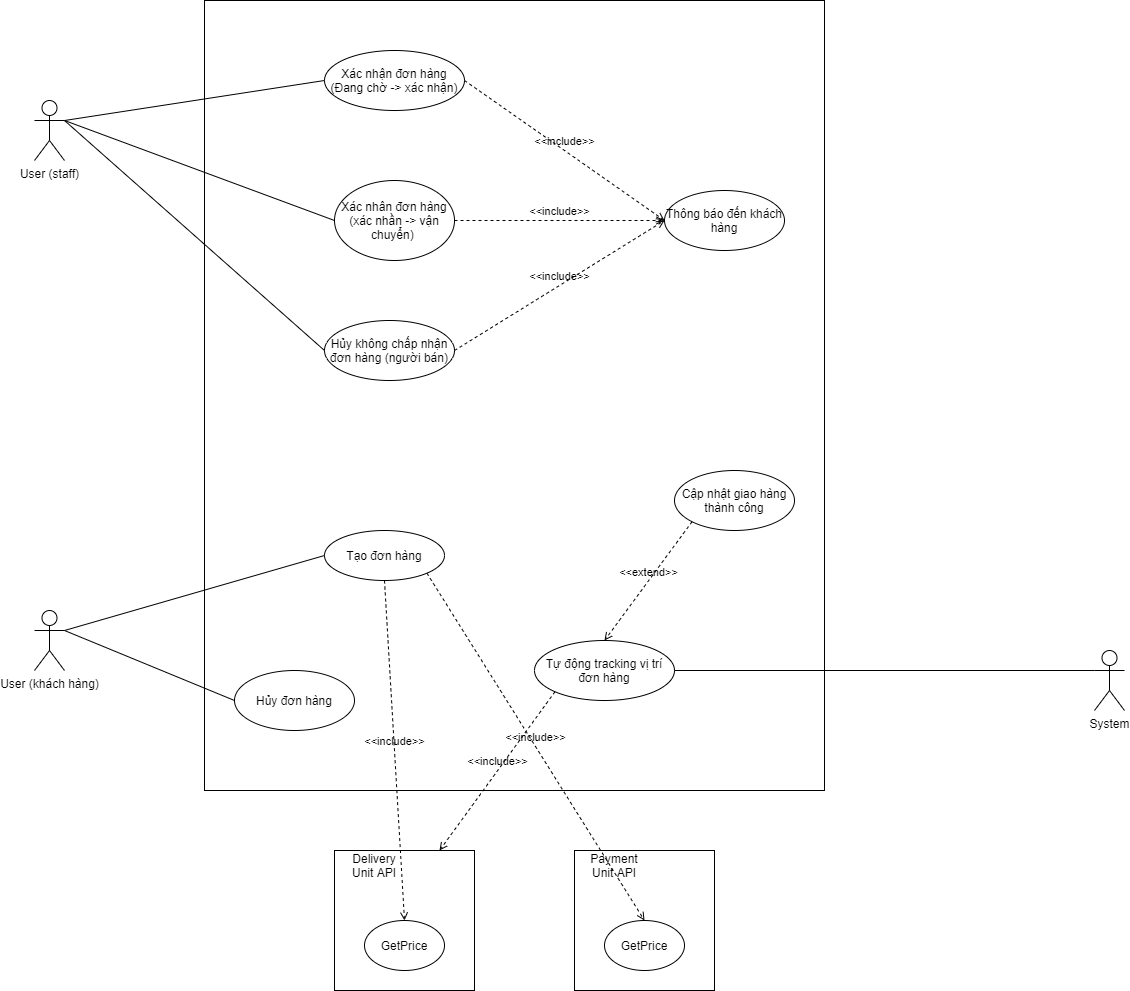 Xác nhận đơn hàng
(Đang chờ -> xác nhận)
<<include>>
User (staff)
Xác nhận đơn hàng
(xác nhần -> vận
chuyển)
<<include>>
Thông báo đến khách
hàng
<<include>>
Hủy không chấp nhận
đơn hàng (người bán)
Cập nhật giao hàng
thành công
Tạo đơn hàng
<<extend>>
User (khách hàng)
Tự động tracking vị trí
đơn hàng
Hủy đơn hàng
System
<<include>>
<<include>>
<<include>>
Delivery
Unit API
Payment
Unit API
GetPrice
GetPrice